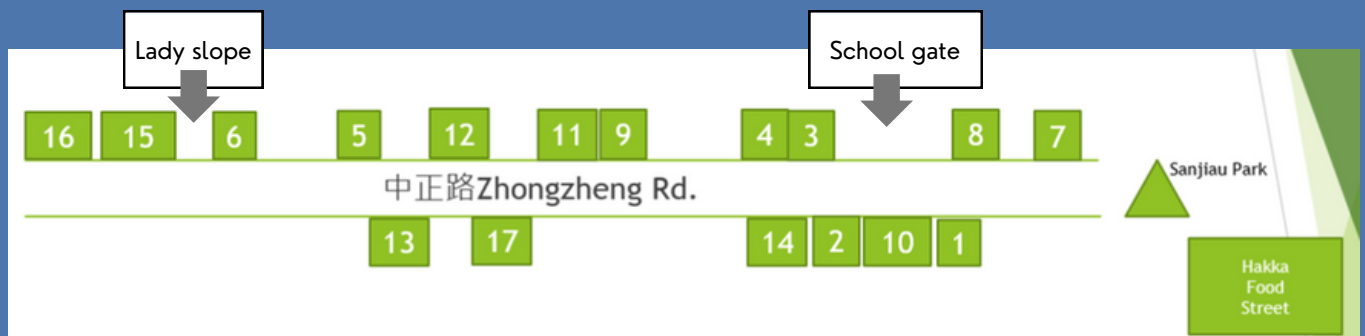 Lady slope
School gate
16 15 6 5 12 11 9 4 3 8 7
中正路Zhongzheng Rd.
Sanjiau Park
13 17 14 2 10 1
Hakka
Food
Street